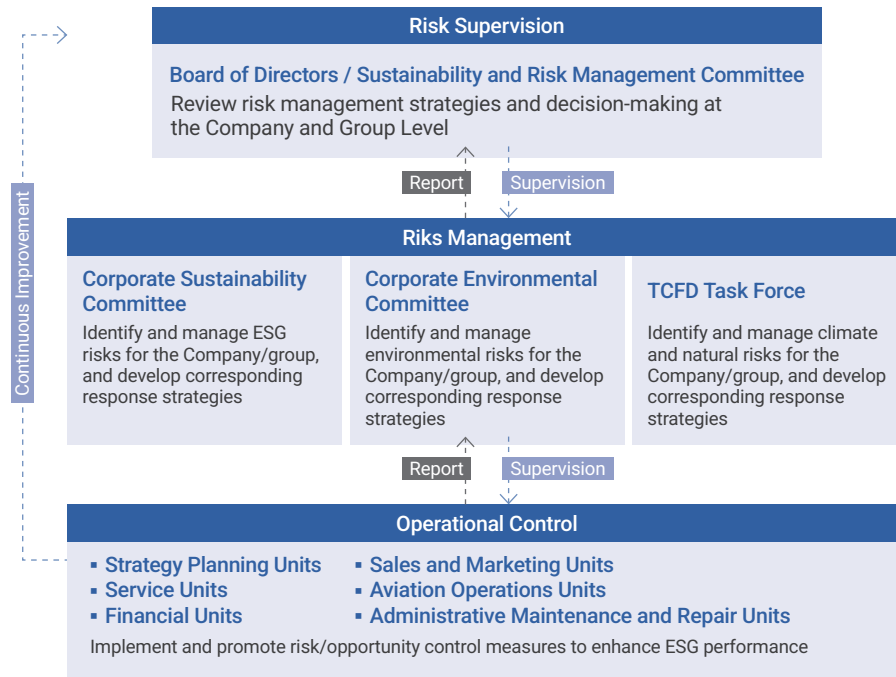 Risk Supervision
Board of Directors / Sustainability and Risk Management Committee
Review risk management strategies and decision-making at
the Company and Group Level
Report
Supervision
Continuous Improvement
Riks Management
Corporate Sustainability
Committee
Identify and manage ESG
risks for the Company/group,
and develop corresponding
response strategies
Corporate Environmental
Committee
Identify and manage
environmental risks for the
Company/group, and develop
corresponding response
strategies
TCFD Task Force
Identify and manage climate
and natural risks for the
Company/group, and develop
corresponding response
strategies
Report
Supervision
Operational Control
▪ Strategy Planning Units
▪ Service Units
▪ Financial Units
▪ Sales and Marketing Units
▪ Aviation Operations Units
▪ Administrative Maintenance and Repair Units
Implement and promote risk/opportunity control measures to enhance ESG performance